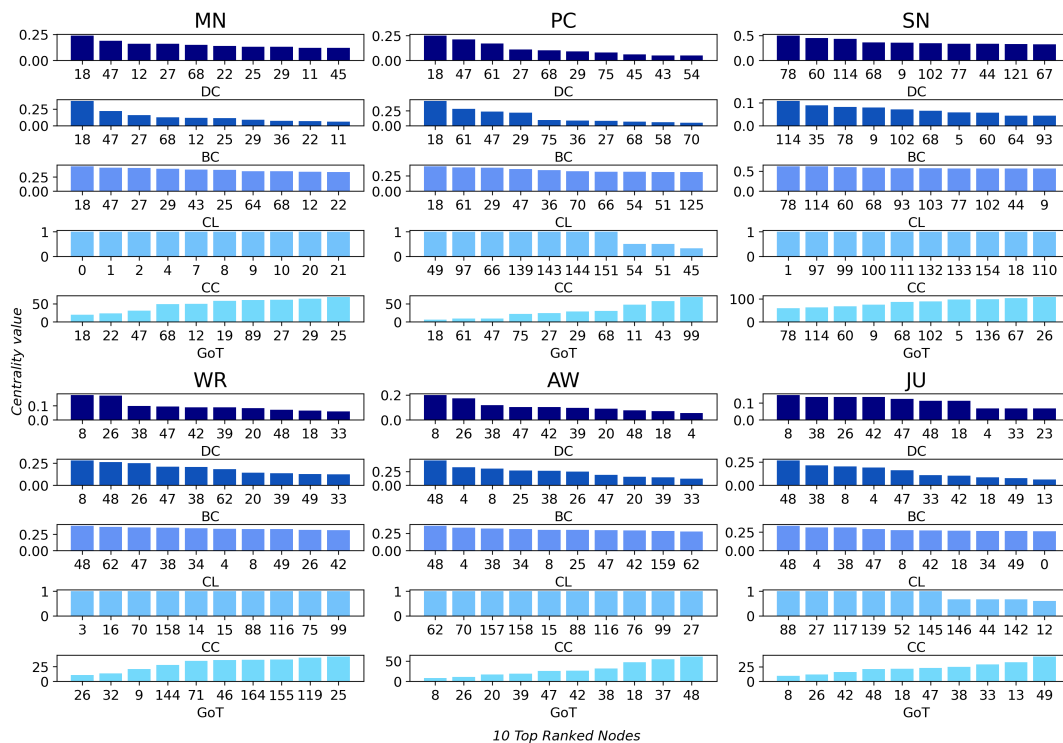 MN PC SN
0.25 0.25 0.5
0.00 0.00 0.0
18 47 12 27 68 22 25 29 11 45 18 47 61 27 68 29 75 45 43 54 78 60 114 68 9 102 77 44 121 67
DC DC DC
0.25 0.25 0.1
0.00 0.00 0.0
18 47 27 68 12 25 29 36 22 11 18 61 47 29 75 36 27 68 58 70 114 35 78 9 102 68 5 60 64 93
BC BC BC
0.25 0.25 0.5
0.00 0.00 0.0
18 47 27 29 43 25 64 68 12 22 18 61 29 47 36 70 66 54 51 125 78 114 60 68 93 103 77 102 44 9
CL CL CL
1 1 1
0 0 0
0 1 2 4 7 8 9 10 20 21 49 97 66 139 143 144 151 54 51 45 1 97 99 100 111 132 133 154 18 110
CC CC CC
50 50 100
0 0 0
18 22 47 68 12 19 89 27 29 25 18 61 47 75 27 29 68 11 43 99 78 114 60 9 68 102 5 136 67 26
GoT GoT GoT
Centrality value
WR AW JU
0.1 0.2 0.1
0.0 0.0 0.0
8 26 38 47 42 39 20 48 18 33 8 26 38 47 42 39 20 48 18 4 8 38 26 42 47 48 18 4 33 23
DC DC DC
0.25 0.25 0.25
0.00 0.00 0.00
8 48 26 47 38 62 20 39 49 33 48 4 8 25 38 26 47 20 39 33 48 38 8 4 47 33 42 18 49 13
BC BC BC
0.25 0.25 0.25
0.00 0.00 0.00
48 62 47 38 34 4 8 49 26 42 48 4 38 34 8 25 47 42 159 62 48 4 38 47 8 42 18 34 49 0
CL CL CL
1 1 1
0 0 0
3 16 70 158 14 15 88 116 75 99 62 70 157 158 15 88 116 76 99 27 88 27 117 139 52 145 146 44 142 12
CC CC CC
25 50 25
0 0 0
26 32 9 144 71 46 164 155 119 25 8 26 20 39 47 42 38 18 37 48 8 26 42 48 18 47 38 33 13 49
GoT GoT GoT
10 Top Ranked Nodes